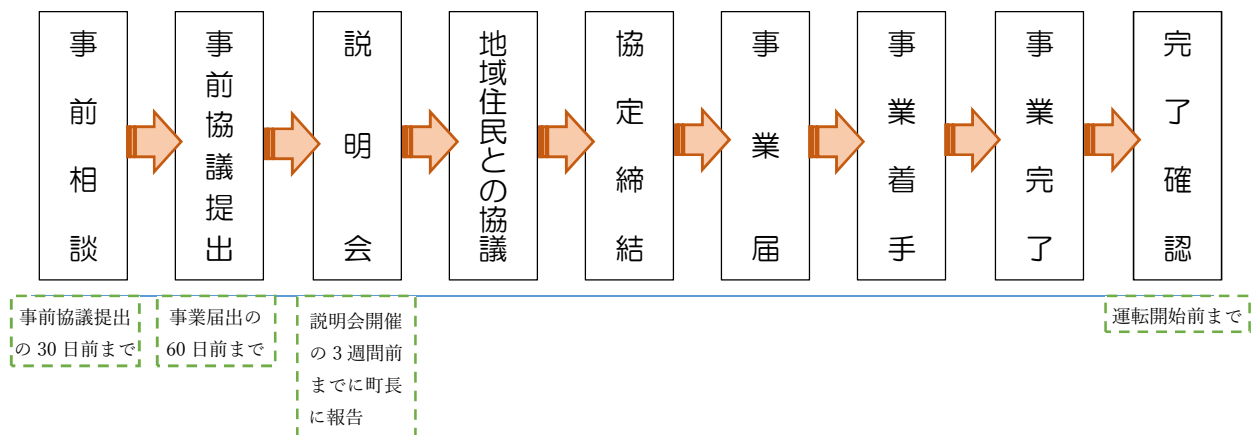 事前相談
事前協議提出
説明会
地域住民との協議
協定締結
事業届
事業着手
事業完了
完了確認
事前協議提出
の 30 日前まで
事業届出の
60 日前まで
説明会開催
の 3 週間前
までに町長
に報告
運転開始前まで